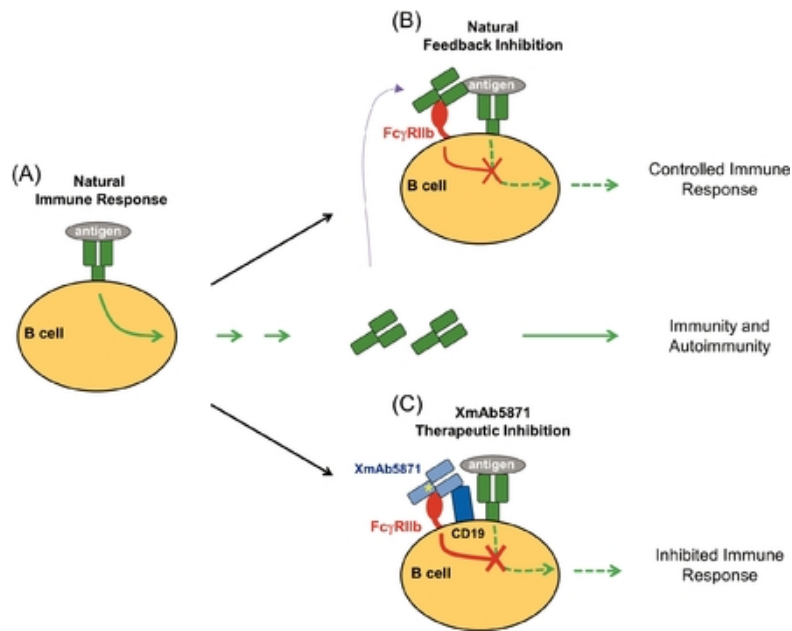 (A)
Natural
Immune Response
antigen
B cell
(B)
Natural
Feedback Inhibition
antigen
FcγRIIb
B cell
Controlled Immune
Response
Immunity and
Autoimmunity
(C)
XmAb5871
Therapeutic Inhibition
XmAb5871
antigen
FcγRIIb
CD19
B cell
Inhibited Immune
Response